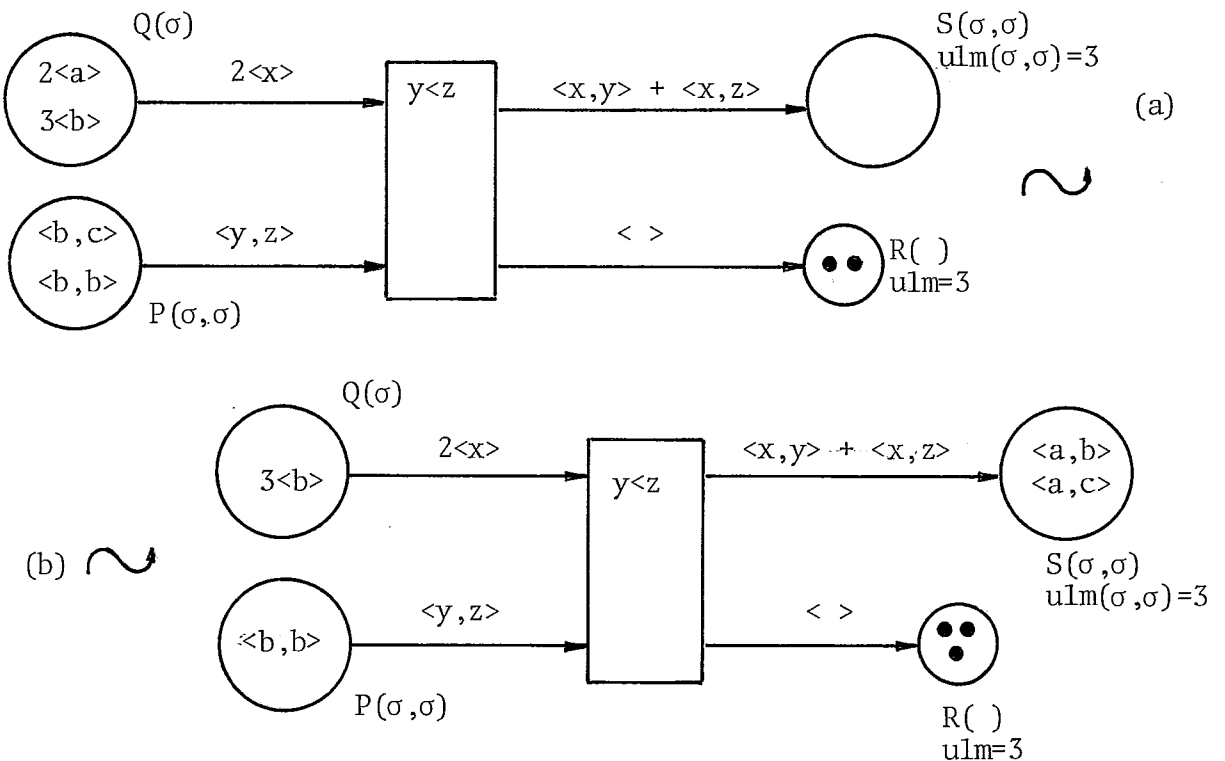 Q(σ)
2<a>
3<b>
2<x>
y<z
<x,y> + <x,z>
S(σ,σ)
ulm(σ,σ)=3
(a)
<b,c>
<b,b>
<y,z>
< >
R( )
ulm=3
P(σ,σ)
Q(σ)
3<b>
2<x>
y<z
<x,y> + <x,z>
<a,b>
<a,c>
(b)
S(σ,σ)
ulm(σ,σ)=3
<b,b>
<y,z>
< >
P(σ,σ)
R( )
ulm=3